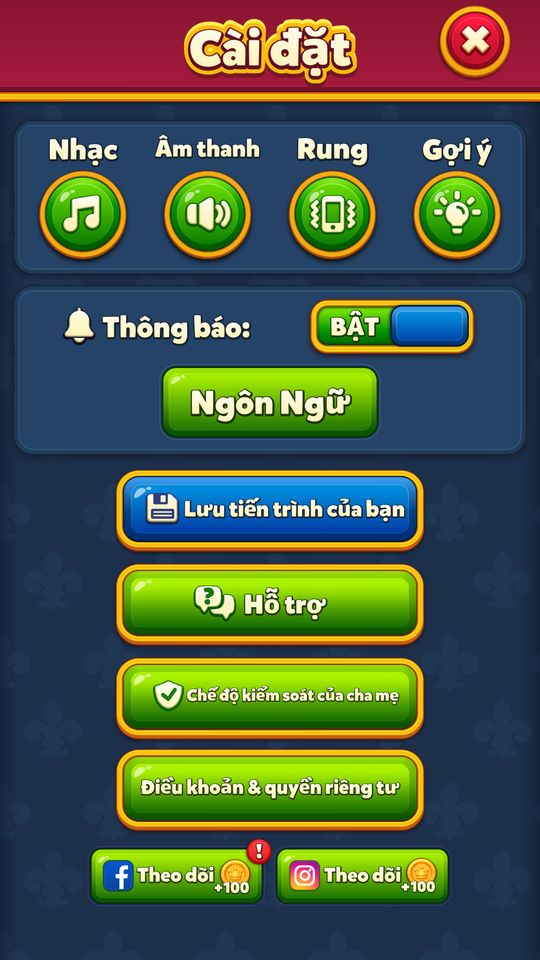 Cài đặt
Nhạc
Âm thanh
Rung
Gợi ý
Thông báo:
BẬT
Ngôn Ngữ
Lưu tiến trình của bạn
Hỗ trợ
Chế độ kiểm soát của cha mẹ
Điều khoản & quyền riêng tư
Theo dõi +100
Theo dõi +100